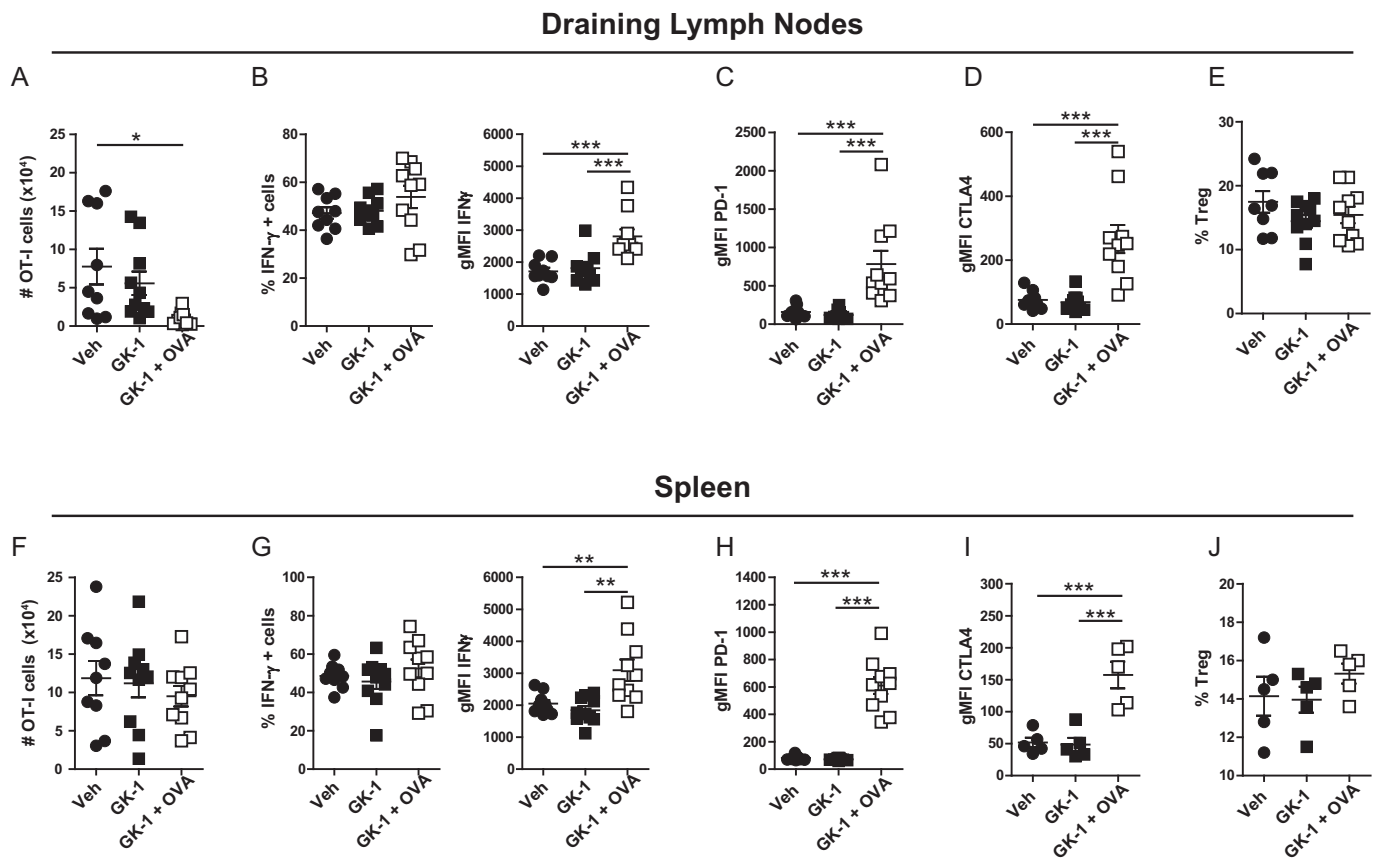 Draining Lymph Nodes
A
B
C
D
E
# OT-I cells (x10⁴)
25
20
15
10
5
0
*
Veh
GK-1
GK-1 + OVA
% IFN-γ + cells
80
60
40
20
0
Veh
GK-1
GK-1 + OVA
gMFI IFNγ
6000
5000
4000
3000
2000
1000
0
***
***
Veh
GK-1
GK-1 + OVA
gMFI PD-1
2500
2000
1500
1000
500
0
***
***
Veh
GK-1
GK-1 + OVA
gMFI CTLA4
600
400
200
0
***
***
Veh
GK-1
GK-1 + OVA
% Treg
30
20
10
0
Veh
GK-1
GK-1 + OVA
Spleen
F
G
H
I
J
# OT-I cells (x10⁴)
25
20
15
10
5
0
Veh
GK-1
GK-1 + OVA
% IFN-γ + cells
100
80
60
40
20
0
Veh
GK-1
GK-1 + OVA
gMFI IFNγ
6000
5000
4000
3000
2000
1000
0
**
**
Veh
GK-1
GK-1 + OVA
gMFI PD-1
1400
1200
1000
800
600
400
200
0
***
***
Veh
GK-1
GK-1 + OVA
gMFI CTLA4
300
250
200
150
100
50
0
***
***
Veh
GK-1
GK-1 + OVA
% Treg
20
18
16
14
12
10
Veh
GK-1
GK-1 + OVA